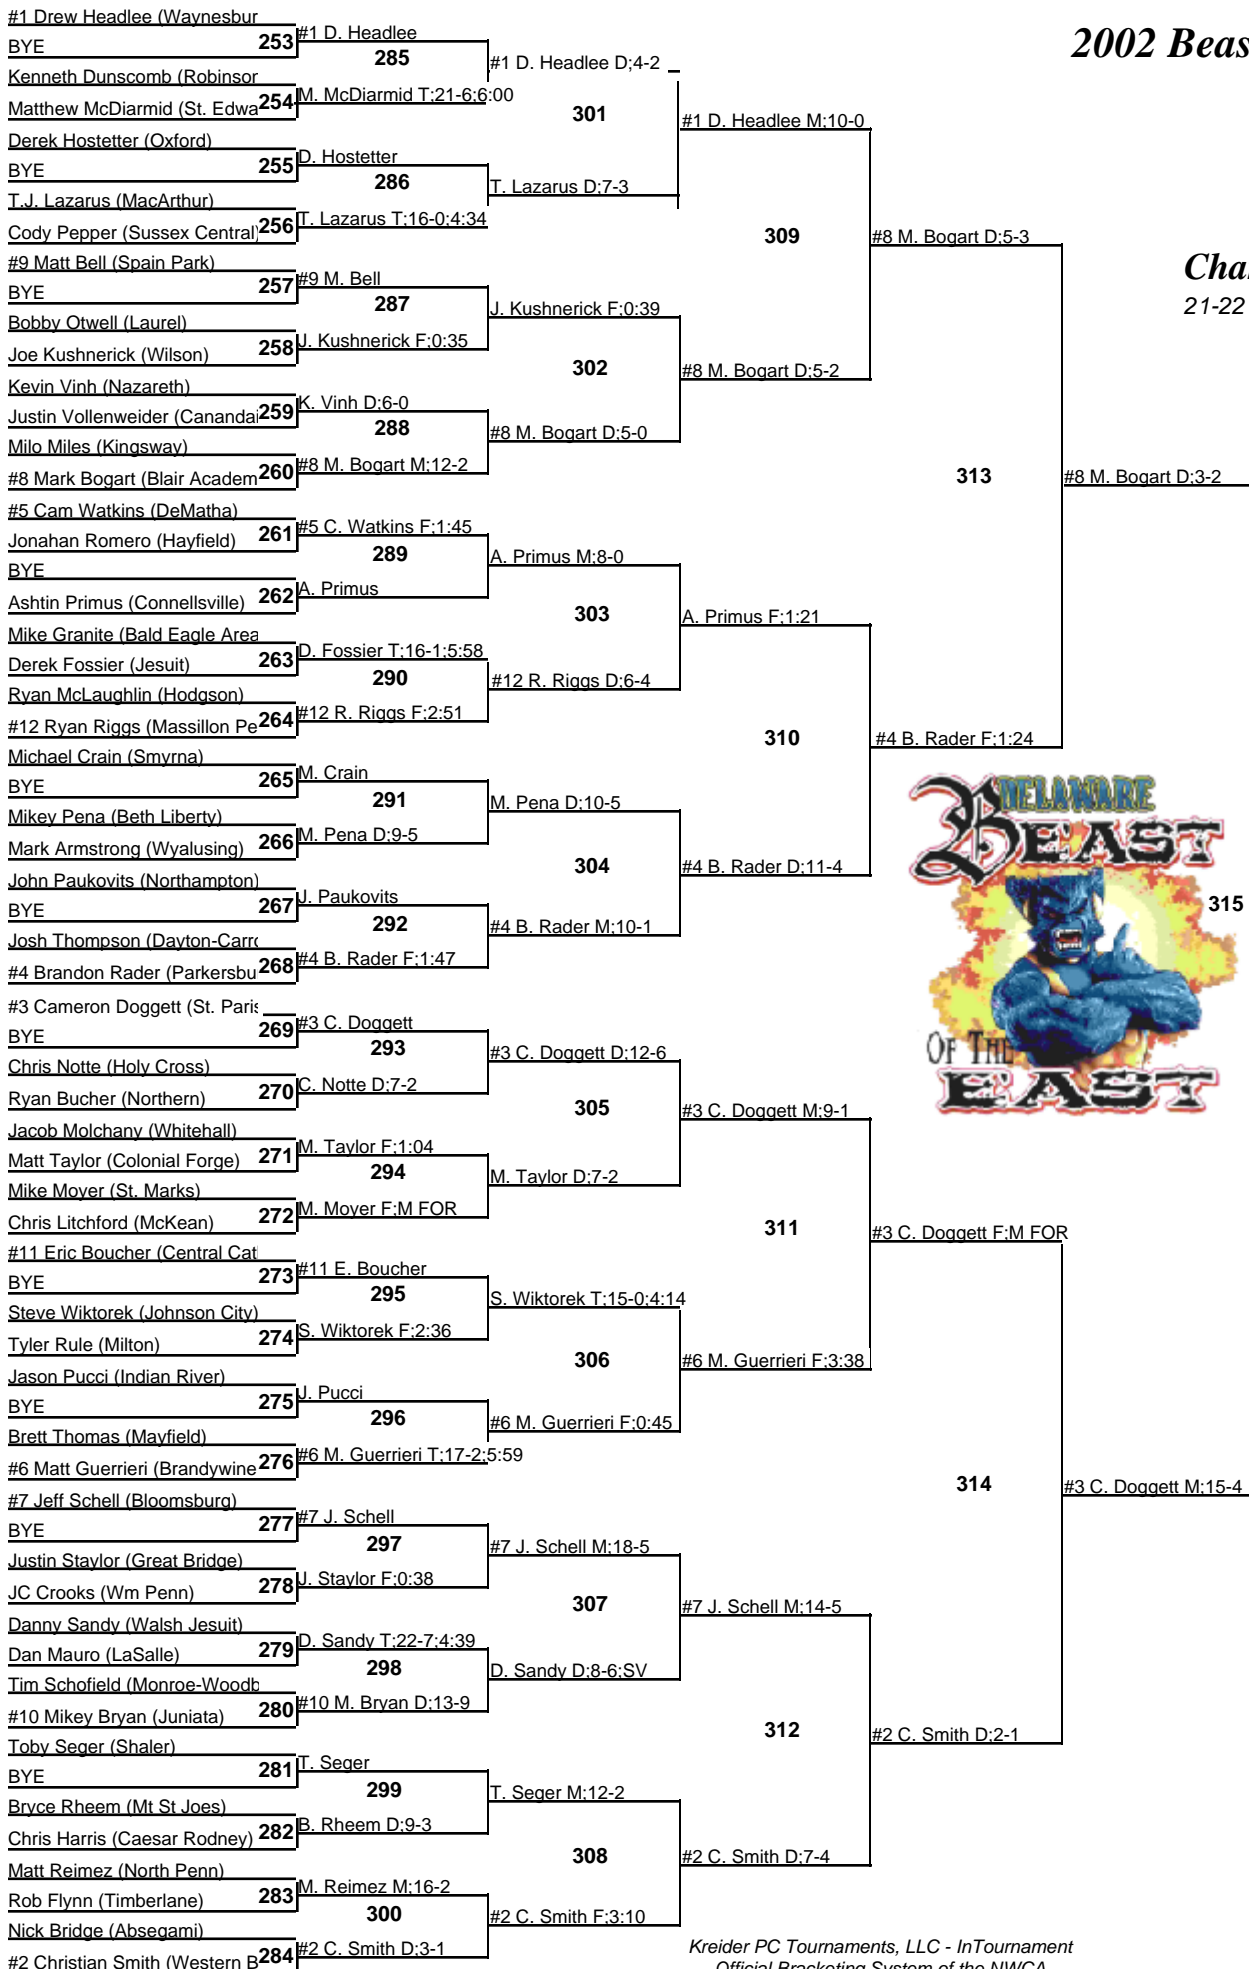 2002 Beas
Cha
21-22
#1 Drew Headlee (Waynesbur
BYE
253
Kenneth Dunscomb (Robinsor
Matthew McDiarmid (St. Edwa
254
Derek Hostetter (Oxford)
BYE
255
T.J. Lazarus (MacArthur)
Cody Pepper (Sussex Central)
256
#9 Matt Bell (Spain Park)
BYE
257
Bobby Otwell (Laurel)
Joe Kushnerick (Wilson)
258
Kevin Vinh (Nazareth)
Justin Vollenweider (Canandai
259
Milo Miles (Kingsway)
#8 Mark Bogart (Blair Academ
260
#5 Cam Watkins (DeMatha)
Jonahan Romero (Hayfield)
261
BYE
Ashtin Primus (Connellsville)
262
Mike Granite (Bald Eagle Area
Derek Fossier (Jesuit)
263
Ryan McLaughlin (Hodgson)
#12 Ryan Riggs (Massillon Pe
264
Michael Crain (Smyrna)
BYE
265
Mikey Pena (Beth Liberty)
Mark Armstrong (Wyalusing)
266
John Paukovits (Northampton)
BYE
267
Josh Thompson (Dayton-Carro
#4 Brandon Rader (Parkersbu
268
#3 Cameron Doggett (St. Paris
BYE
269
Chris Notte (Holy Cross)
Ryan Bucher (Northern)
270
Jacob Molchany (Whitehall)
Matt Taylor (Colonial Forge)
271
Mike Moyer (St. Marks)
Chris Litchford (McKean)
272
#11 Eric Boucher (Central Cat
BYE
273
Steve Wiktorek (Johnson City)
Tyler Rule (Milton)
274
Jason Pucci (Indian River)
BYE
275
Brett Thomas (Mayfield)
#6 Matt Guerrieri (Brandywine
276
#7 Jeff Schell (Bloomsburg)
BYE
277
Justin Staylor (Great Bridge)
JC Crooks (Wm Penn)
278
Danny Sandy (Walsh Jesuit)
Dan Mauro (LaSalle)
279
Tim Schofield (Monroe-Woodb
#10 Mikey Bryan (Juniata)
280
Toby Seger (Shaler)
BYE
281
Bryce Rheem (Mt St Joes)
Chris Harris (Caesar Rodney)
282
Matt Reimez (North Penn)
Rob Flynn (Timberlane)
283
Nick Bridge (Absegami)
#2 Christian Smith (Western B
284
#1 D. Headlee
285
M. McDiarmid T;21-6;6:00
D. Hostetter
286
T. Lazarus T;16-0;4:34
#9 M. Bell
287
J. Kushnerick F;0:35
K. Vinh D;6-0
288
#8 M. Bogart M;12-2
#5 C. Watkins F;1:45
289
A. Primus
D. Fossier T;16-1;5:58
290
#12 R. Riggs F;2:51
M. Crain
291
M. Pena D;9-5
J. Paukovits
292
#4 B. Rader F;1:47
#3 C. Doggett
293
C. Notte D;7-2
M. Taylor F;1:04
294
M. Moyer F;M FOR
#11 E. Boucher
295
S. Wiktorek F;2:36
J. Pucci
296
#6 M. Guerrieri T;17-2;5:59
#7 J. Schell
297
J. Staylor F;0:38
D. Sandy T;22-7;4:39
298
#10 M. Bryan D;13-9
T. Seger
299
B. Rheem D;9-3
M. Reimez M;16-2
300
#2 C. Smith D;3-1
#1 D. Headlee D;4-2
301
T. Lazarus D;7-3
J. Kushnerick F;0:39
302
#8 M. Bogart D;5-0
A. Primus M;8-0
303
#12 R. Riggs D;6-4
M. Pena D;10-5
304
#4 B. Rader M;10-1
#3 C. Doggett D;12-6
305
M. Taylor D;7-2
S. Wiktorek T;15-0;4:14
306
#6 M. Guerrieri F;0:45
#7 J. Schell M;18-5
307
D. Sandy D;8-6;SV
T. Seger M;12-2
308
#2 C. Smith F;3:10
#1 D. Headlee M;10-0
309
#8 M. Bogart D;5-2
A. Primus F;1:21
310
#4 B. Rader D;11-4
#3 C. Doggett M;9-1
311
#6 M. Guerrieri F;3:38
#7 J. Schell M;14-5
312
#2 C. Smith D;7-4
#8 M. Bogart D;5-3
313
#4 B. Rader F;1:24
#3 C. Doggett F;M FOR
314
#2 C. Smith D;2-1
#8 M. Bogart D;3-2
315
#3 C. Doggett M;15-4
DELAWARE
BEAST
OF THE
EAST
Kreider PC Tournaments, LLC - InTournament
Official Bracketing System of the NWCA